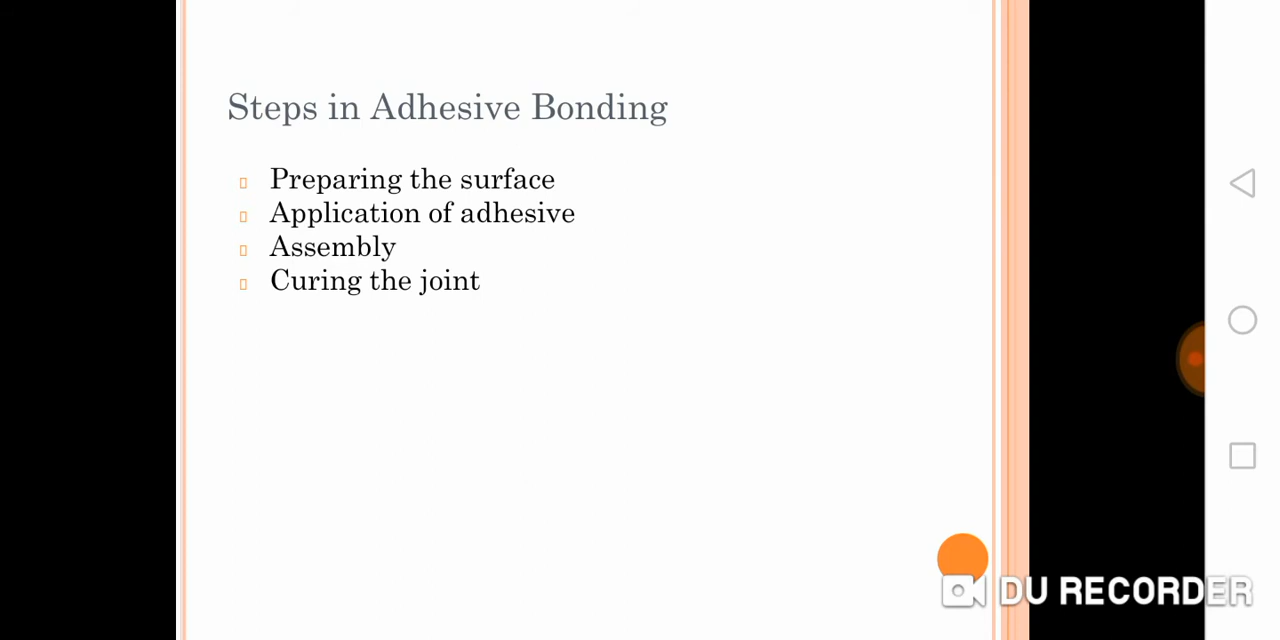 Steps in Adhesive Bonding
Preparing the surface
Application of adhesive
Assembly
Curing the joint
DU RECORDER